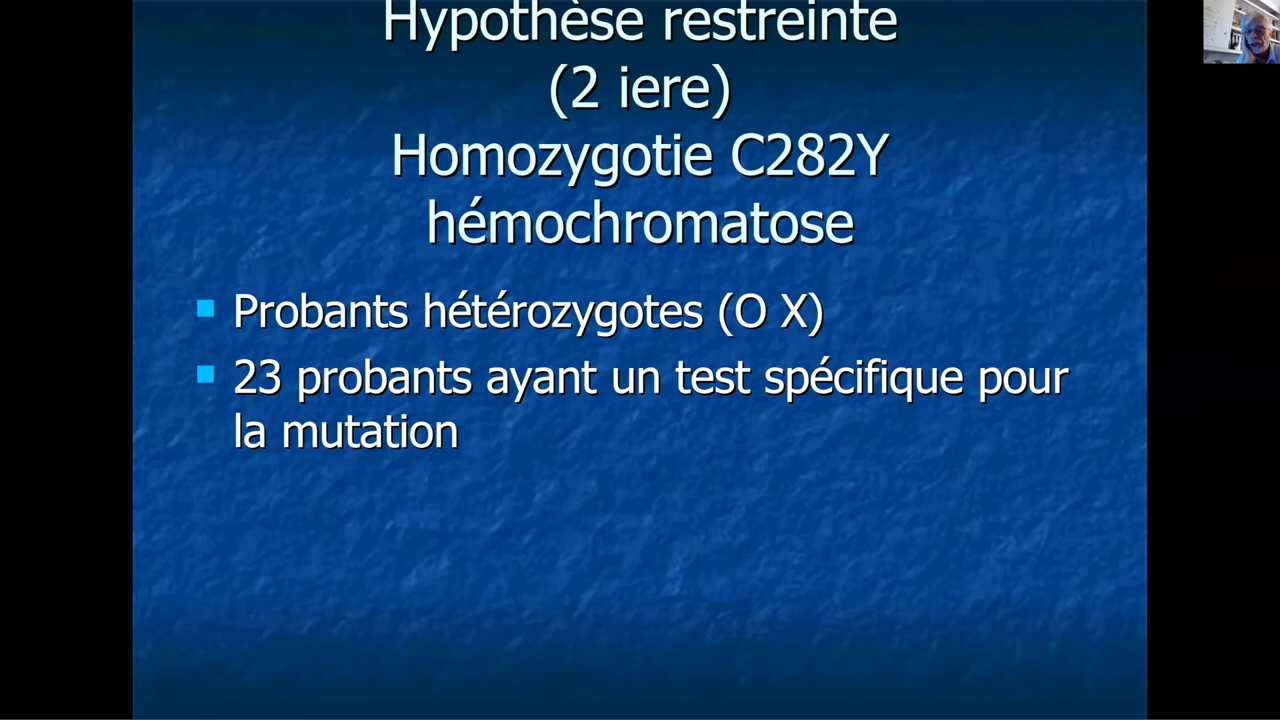 Hypothèse restreinte
(2 iere)
Homozygotie C282Y
hémochromatose
Probants hétérozygotes (O X)
23 probants ayant un test spécifique pour
la mutation